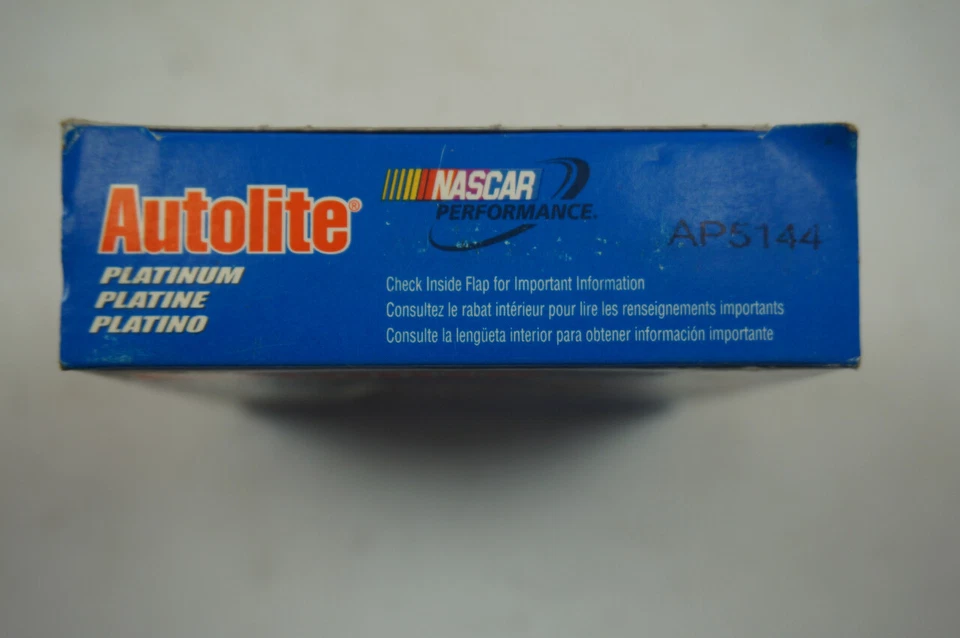 Autolite®
PLATINUM
PLATINE
PLATINO
NASCAR
PERFORMANCE.
AP5144
Check Inside Flap for Important Information
Consultez le rabat intérieur pour lire les renseignements importants
Consulte la lengüeta interior para obtener información importante